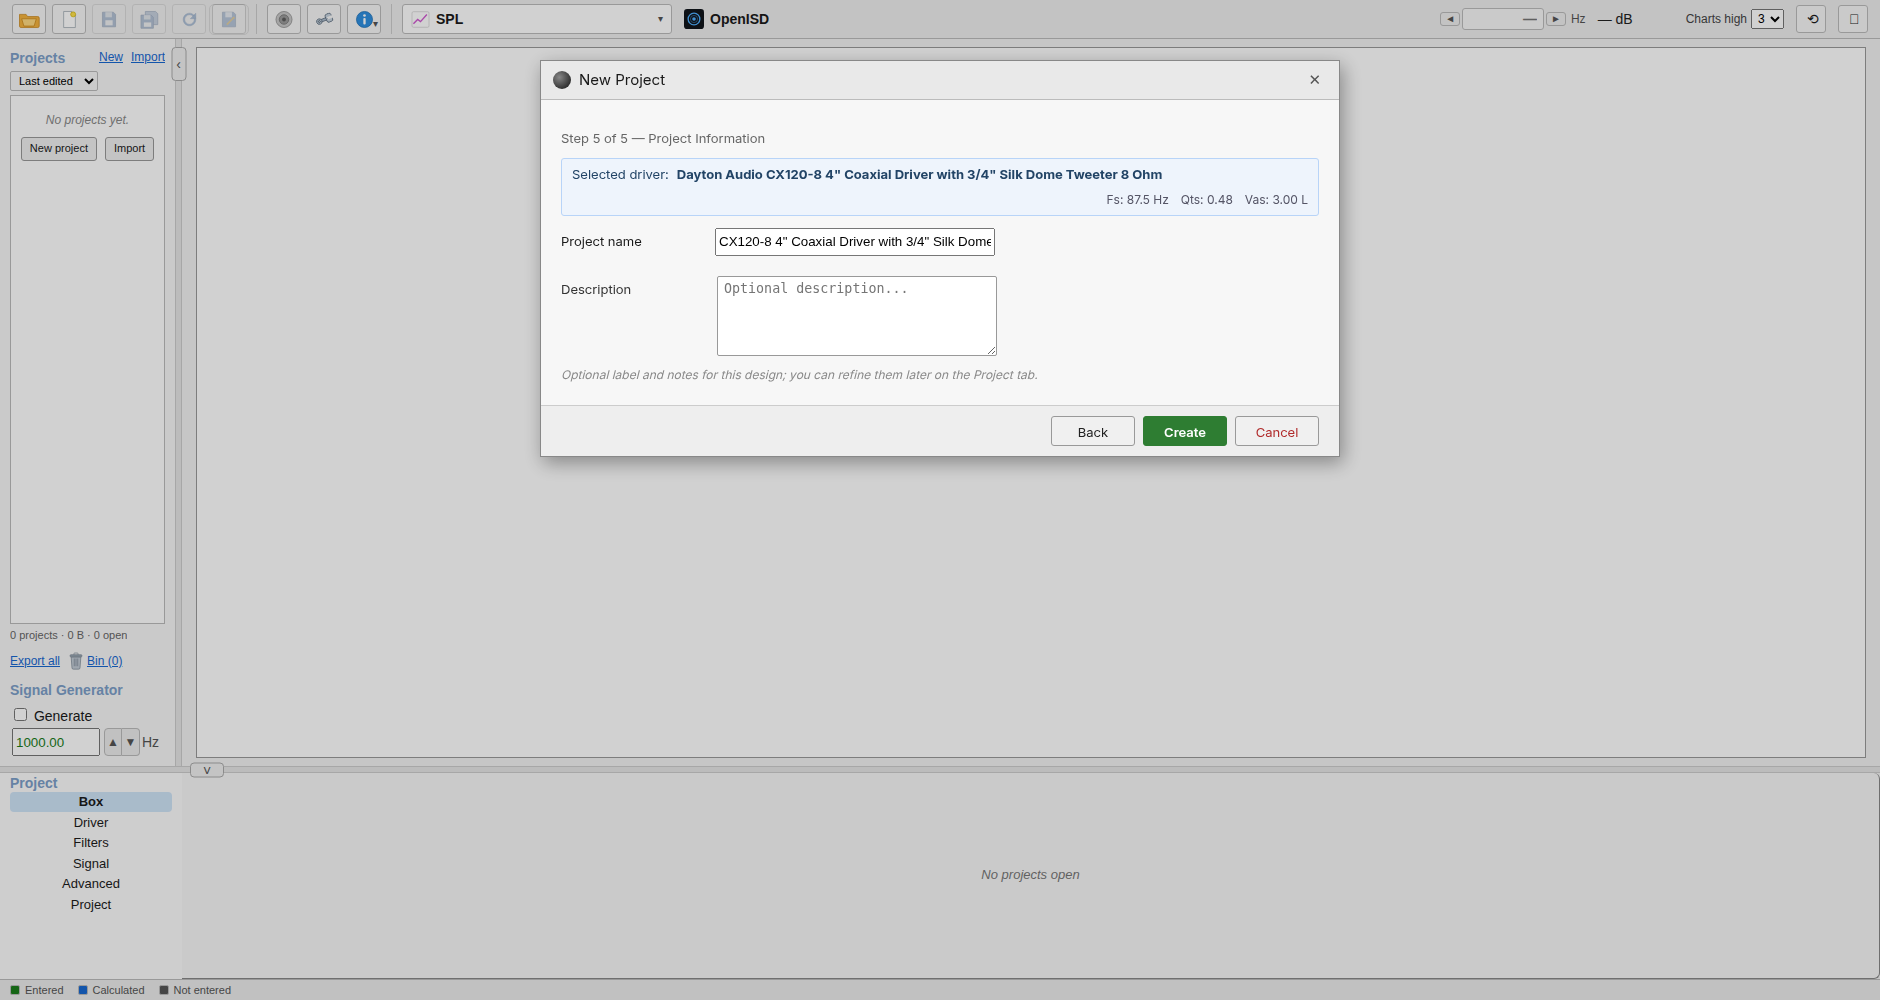 SPL
OpenISD
—
Hz
— dB
Charts high
3
Projects
New
Import
Last edited
No projects yet.
New project
Import
0 projects · 0 B · 0 open
Export all
Bin (0)
Signal Generator
Generate
1000.00
Hz
New Project
Step 5 of 5 — Project Information
Selected driver: Dayton Audio CX120-8 4" Coaxial Driver with 3/4" Silk Dome Tweeter 8 Ohm
Fs: 87.5 Hz Qts: 0.48 Vas: 3.00 L
Project name
CX120-8 4" Coaxial Driver with 3/4" Silk Dome
Description
Optional description...
Optional label and notes for this design; you can refine them later on the Project tab.
Back
Create
Cancel
Project
Box
Driver
Filters
Signal
Advanced
Project
No projects open
Entered
Calculated
Not entered